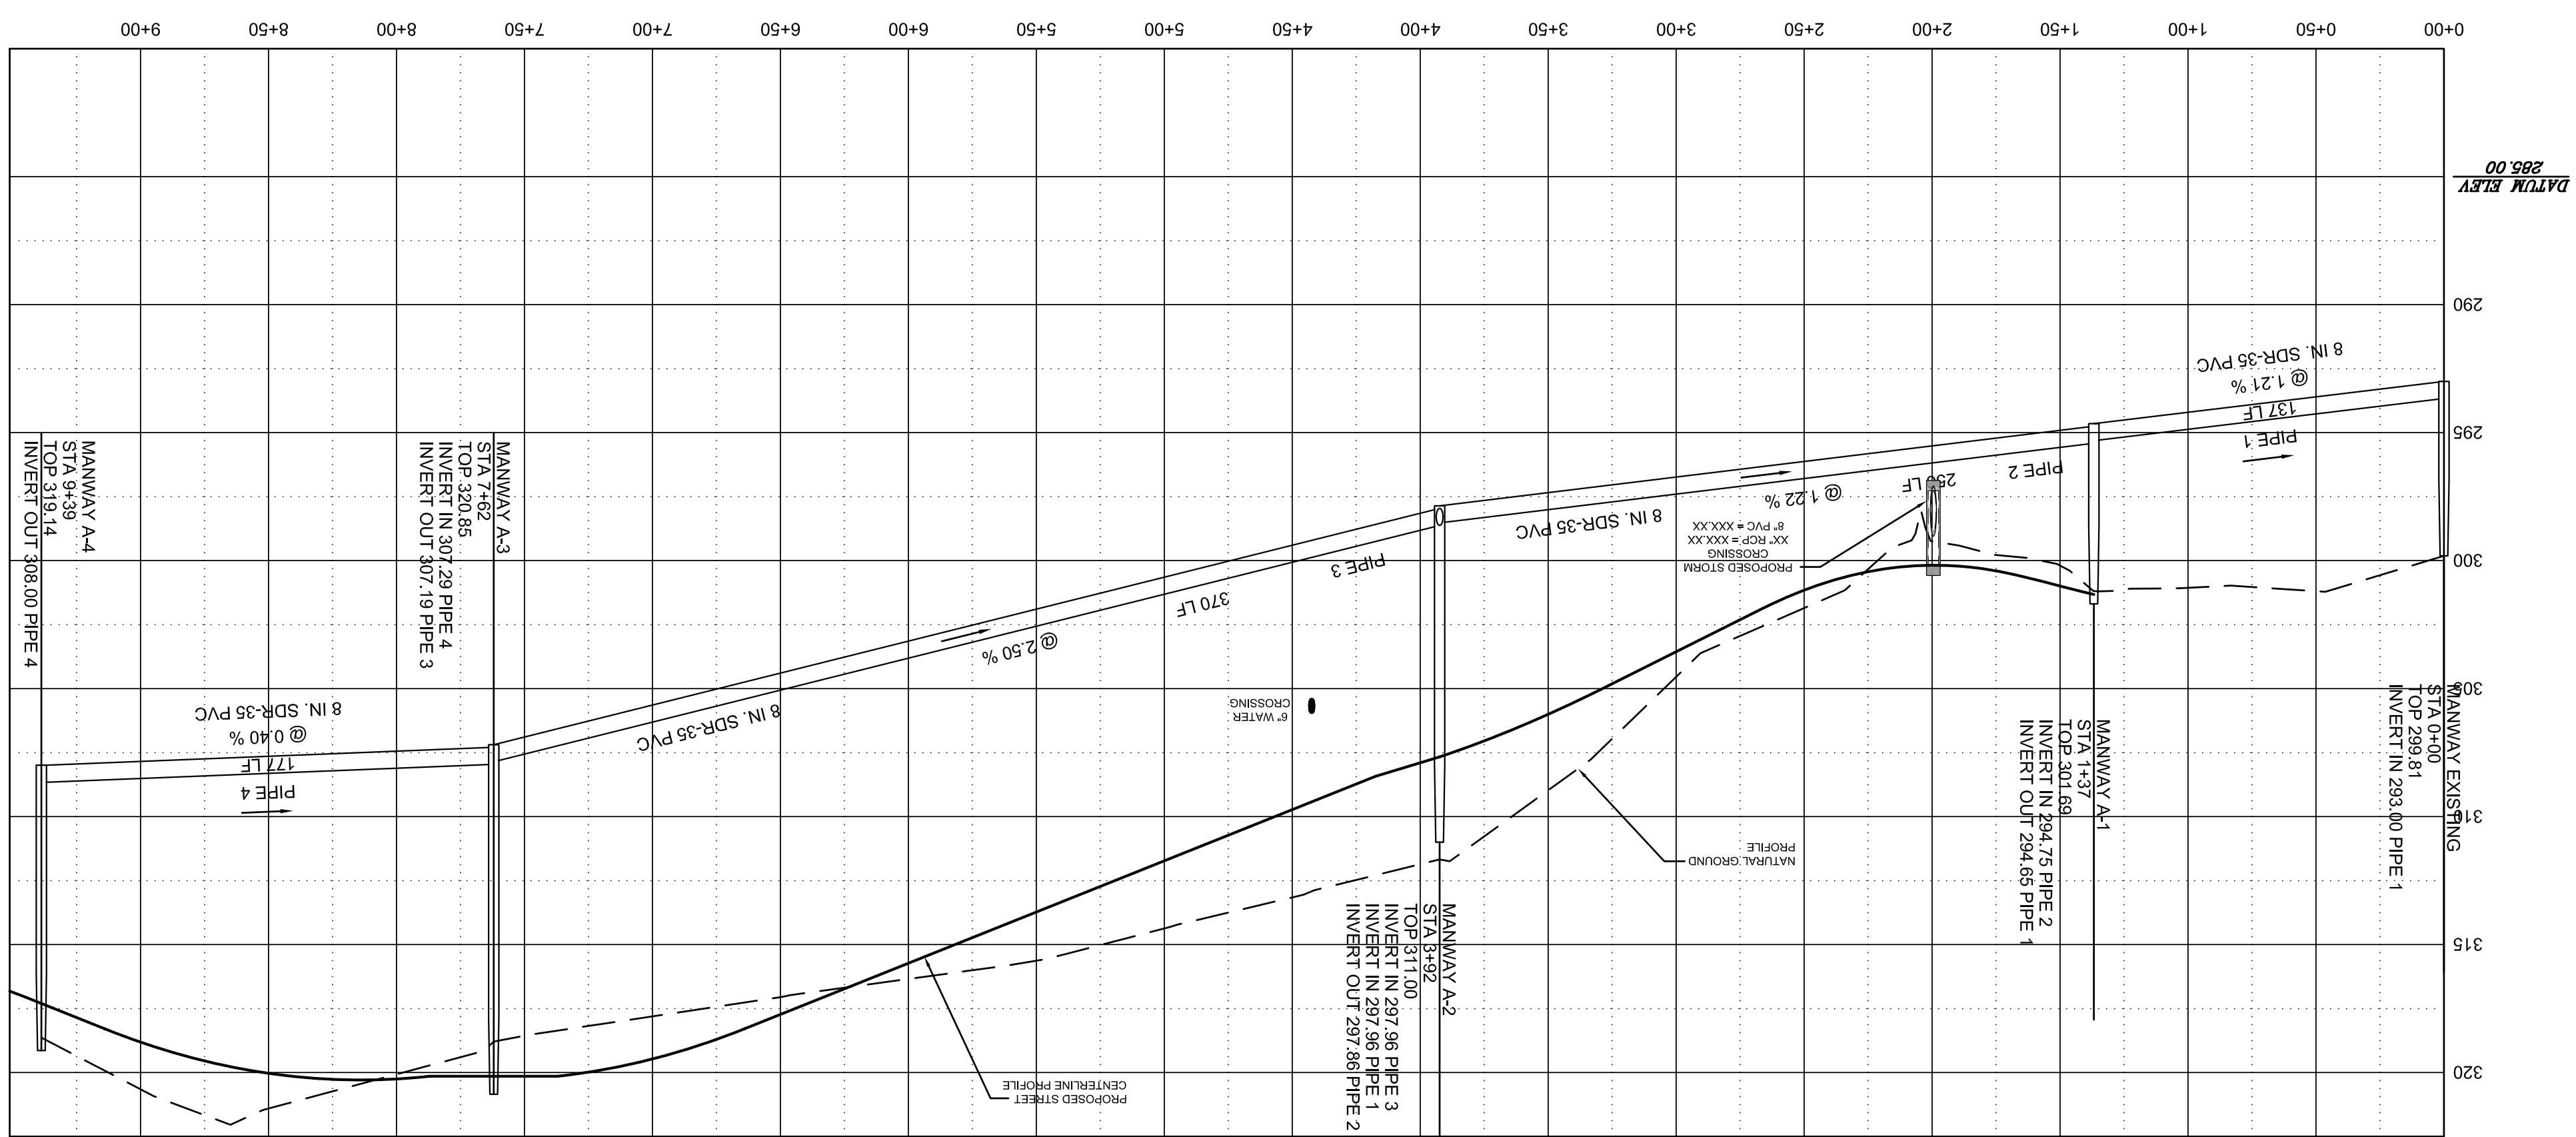 320
315
310
305
300
295
290
DATUM ELEV
285.00
MANWAY EXISTING
STA 0+00
TOP 299.81
INVERT IN 293.00 PIPE 1
PIPE 1
137 LF
@ 1.21 %
8 IN. SDR-35 PVC
MANWAY A-1
STA 1+37
TOP 301.69
INVERT IN 294.75 PIPE 2
INVERT OUT 294.65 PIPE 1
PIPE 2
LF
@ 1.22 %
8 IN. SDR-35 PVC
PROPOSED STORM
CROSSING
XX" RCP = XXX.XX
8" PVC = XXX.XX
NATURAL GROUND
PROFILE
MANWAY A-2
STA 3+92
TOP 311.00
INVERT IN 297.96 PIPE 3
INVERT IN 297.96 PIPE 1
INVERT OUT 297.86 PIPE 2
6" WATER
CROSSING
PIPE 3
370 LF
@ 2.50 %
8 IN. SDR-35 PVC
PROPOSED STREET
CENTERLINE PROFILE
MANWAY A-3
STA 7+62
TOP 320.85
INVERT IN 307.29 PIPE 4
INVERT OUT 307.19 PIPE 3
PIPE 4
177 LF
@ 0.40 %
8 IN. SDR-35 PVC
MANWAY A-4
STA 9+39
TOP 319.14
INVERT OUT 308.00 PIPE 4
0+00 0+50 1+00 1+50 2+00 2+50 3+00 3+50 4+00 4+50 5+00 5+50 6+00 6+50 7+00 7+50 8+00 8+50 9+00